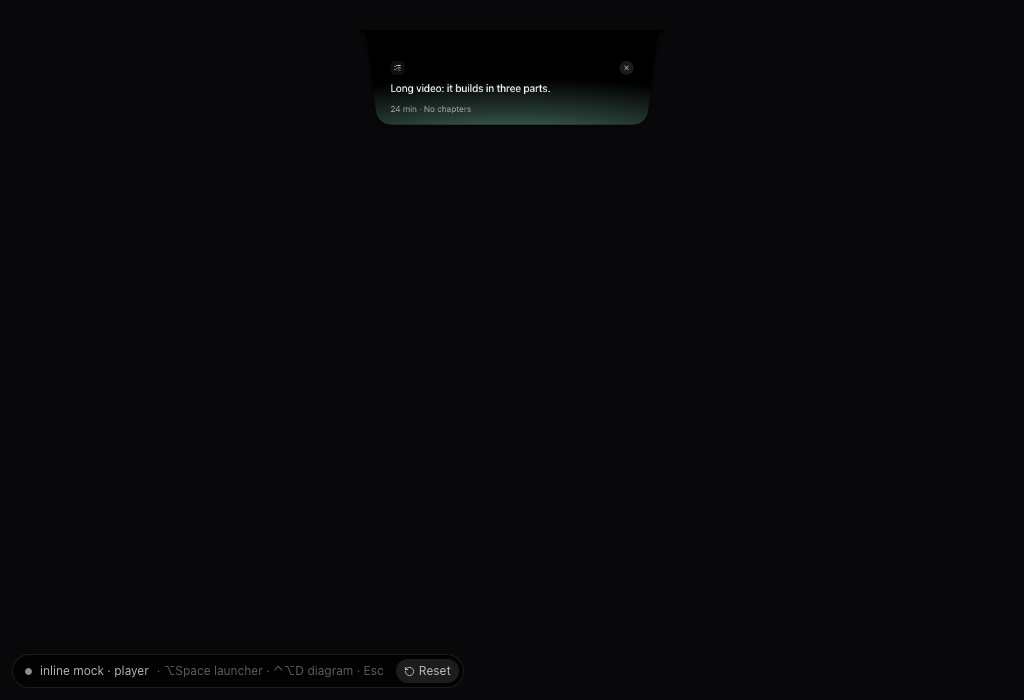 Long video: it builds in three parts.
24 min · No chapters
inline mock · player · ⌥Space launcher · ^⌥D diagram · Esc Reset